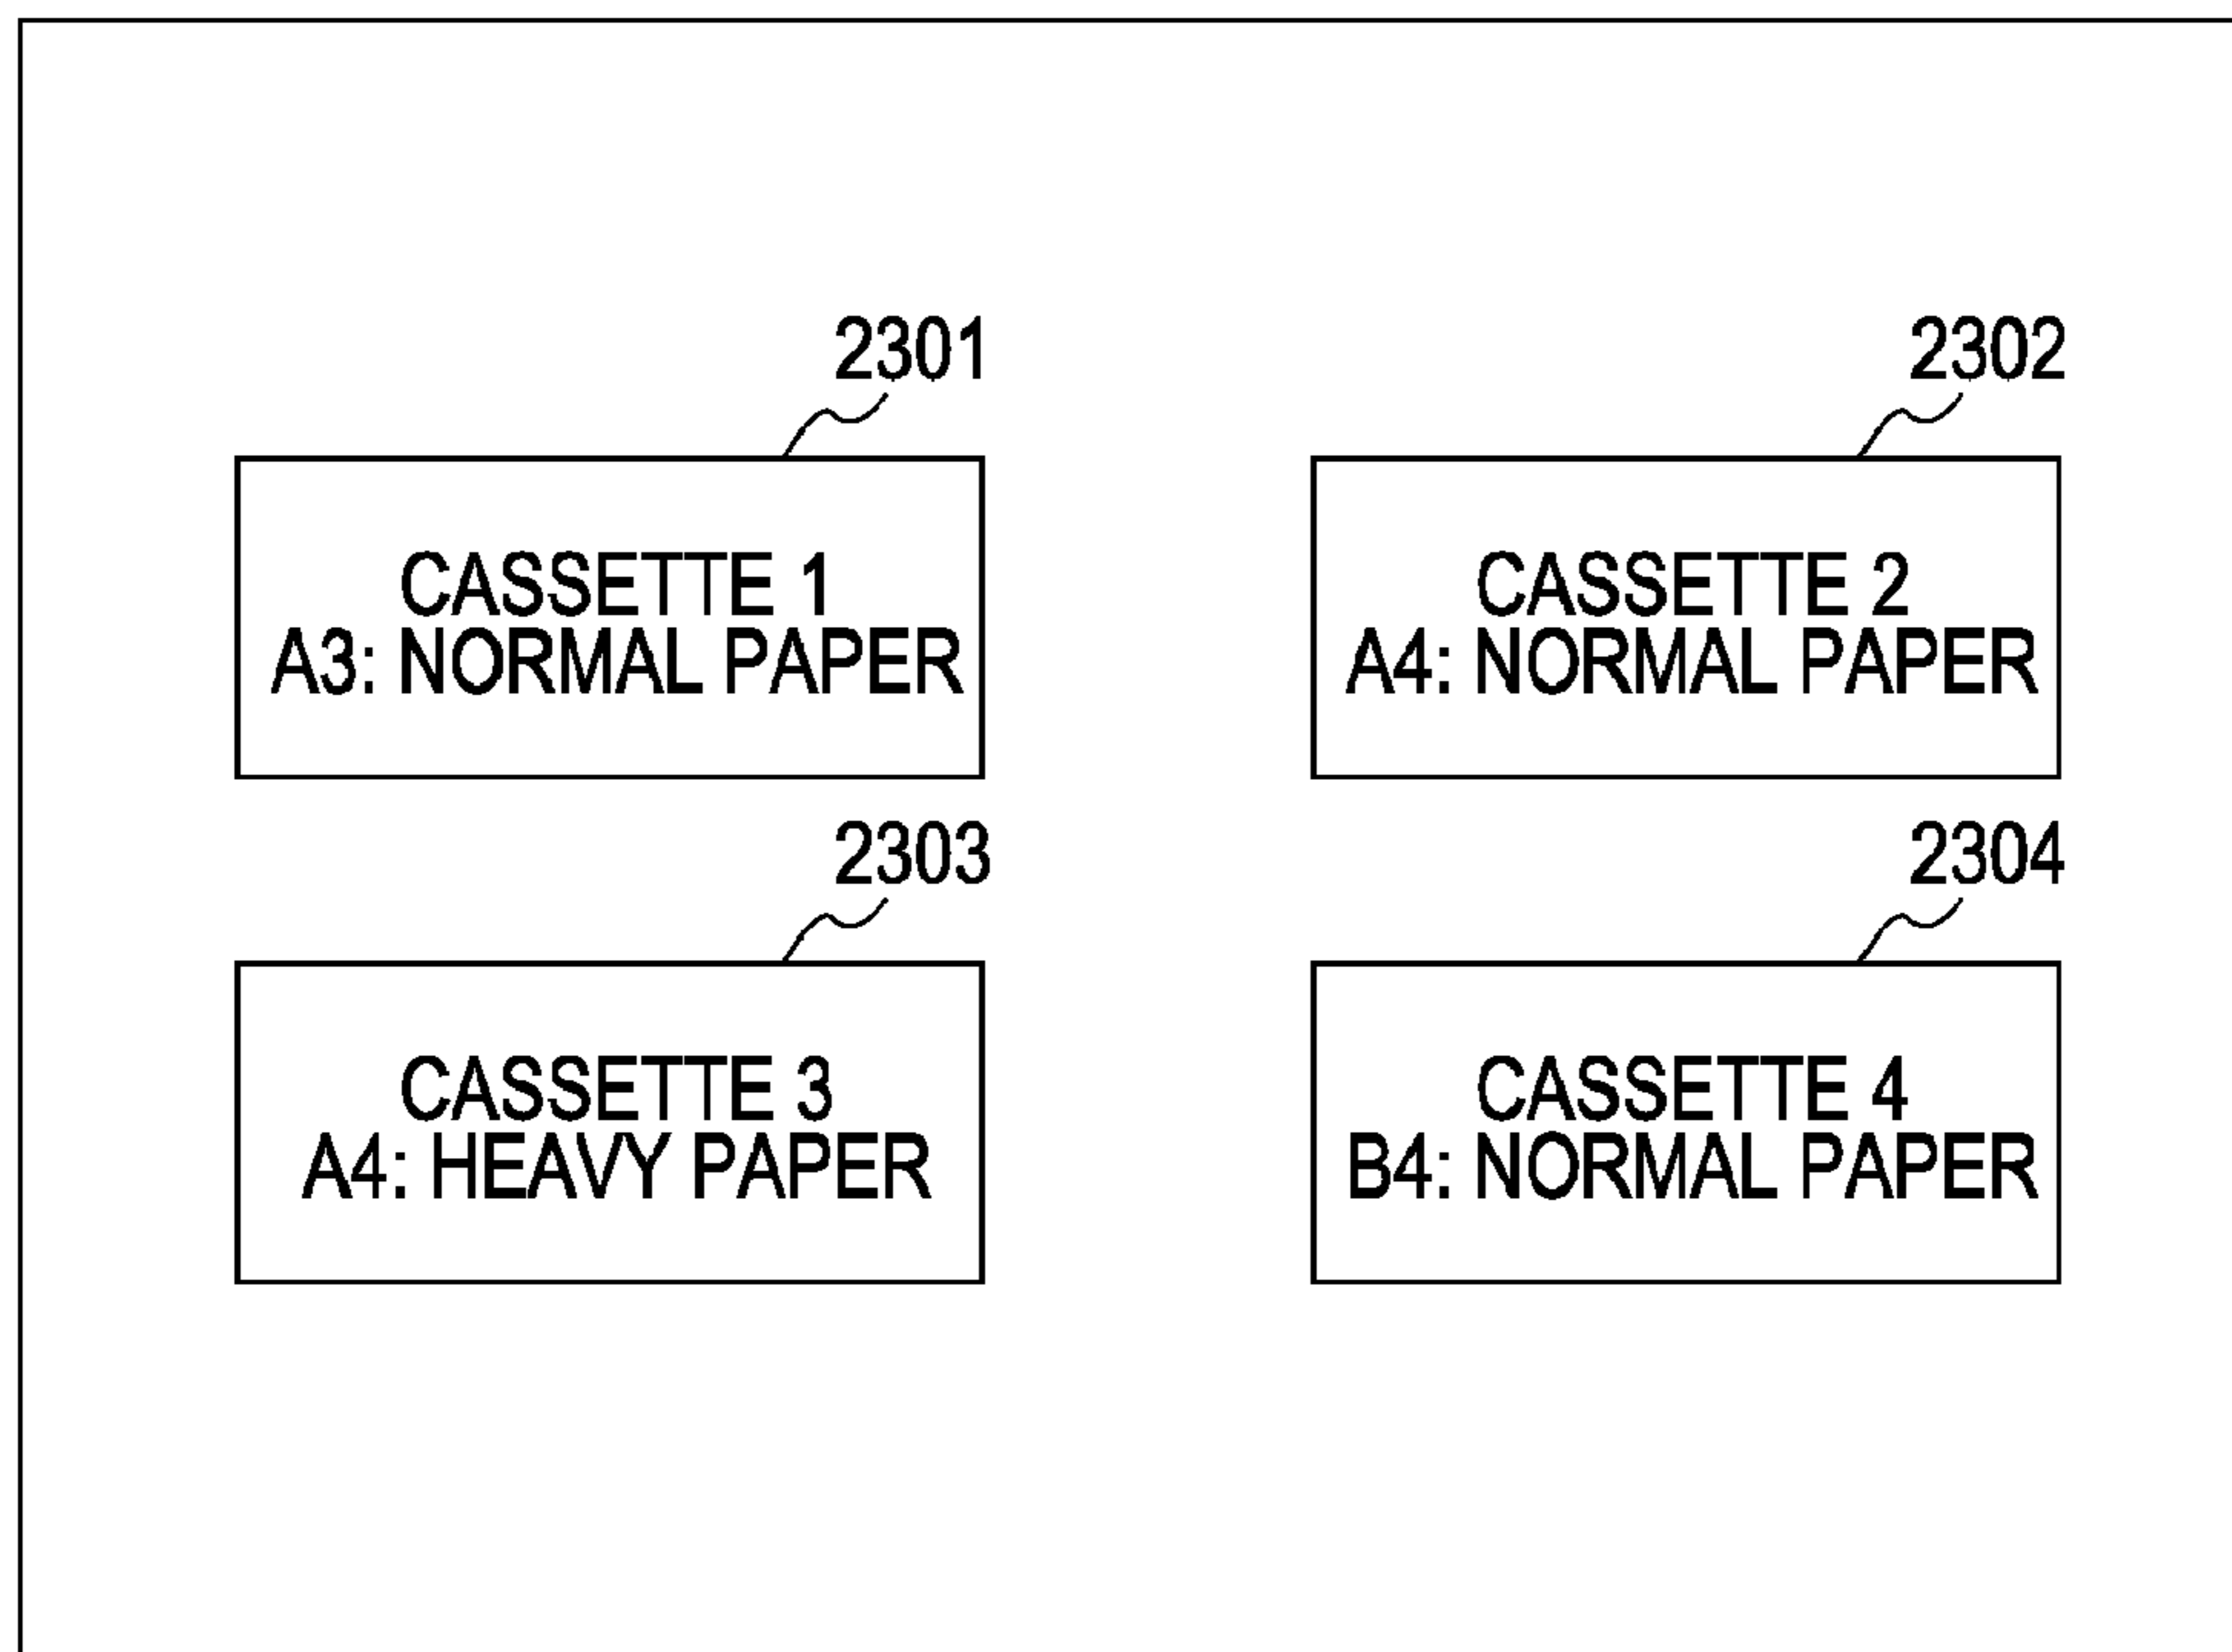 2301
2302
CASSETTE 1
A3: NORMAL PAPER
CASSETTE 2
A4: NORMAL PAPER
2303
2304
CASSETTE 3
A4: HEAVY PAPER
CASSETTE 4
B4: NORMAL PAPER